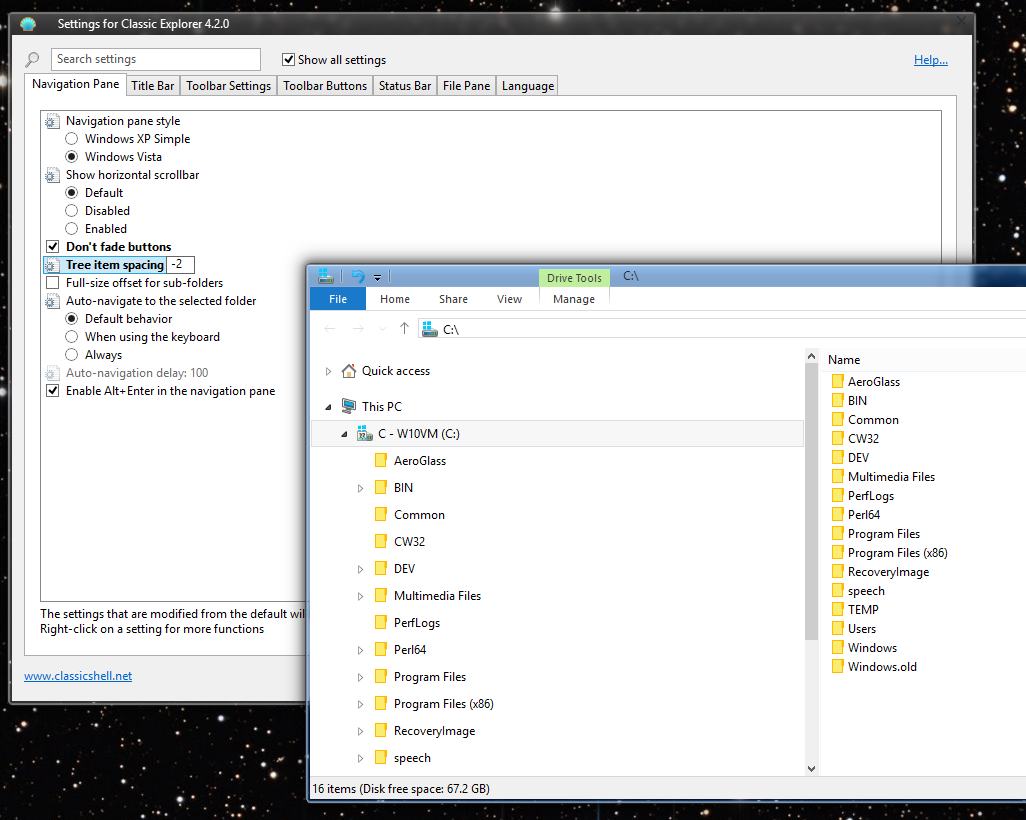 Settings for Classic Explorer 4.2.0
Search settings
Show all settings
Help...
Navigation Pane
Title Bar
Toolbar Settings
Toolbar Buttons
Status Bar
File Pane
Language
Navigation pane style
Windows XP Simple
Windows Vista
Show horizontal scrollbar
Default
Disabled
Enabled
Don't fade buttons
Tree item spacing -2
Full-size offset for sub-folders
Auto-navigate to the selected folder
Default behavior
When using the keyboard
Always
Auto-navigation delay: 100
Enable Alt+Enter in the navigation pane
The settings that are modified from the default wil
Right-click on a setting for more functions
www.classicshell.net
Drive Tools
C:\
File
Home
Share
View
Manage
C:\
Quick access
This PC
C - W10VM (C:)
AeroGlass
BIN
Common
CW32
DEV
Multimedia Files
PerfLogs
Perl64
Program Files
Program Files (x86)
RecoveryImage
speech
Name
AeroGlass
BIN
Common
CW32
DEV
Multimedia Files
PerfLogs
Perl64
Program Files
Program Files (x86)
RecoveryImage
speech
TEMP
Users
Windows
Windows.old
16 items (Disk free space: 67.2 GB)